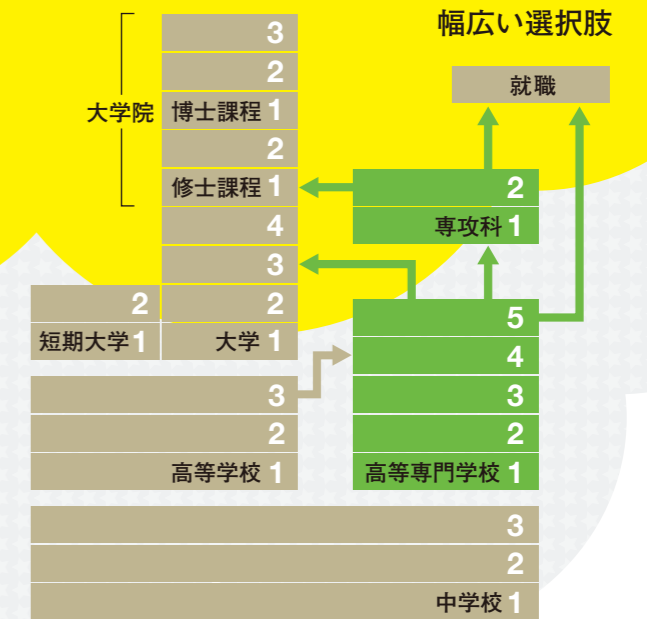 幅広い選択肢
就職
大学院
3
2
博士課程 1
2
修士課程 1
4
3
2
大学 1
2
短期大学 1
3
2
高等学校 1
2
専攻科 1
5
4
3
2
高等専門学校 1
3
2
中学校 1